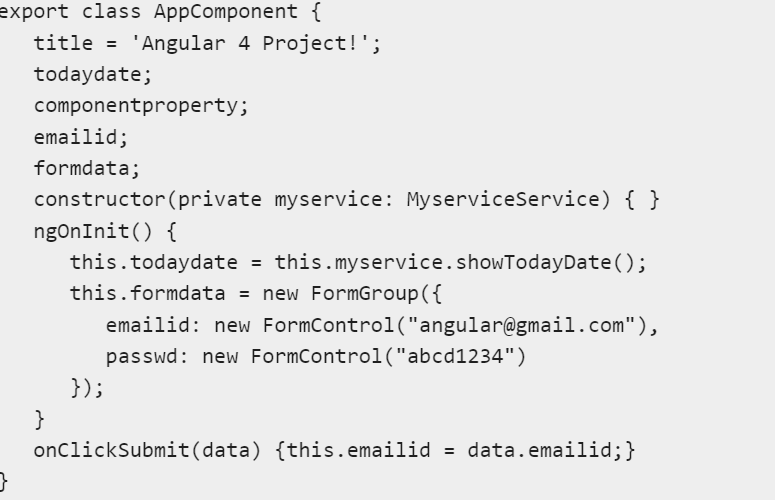 export class AppComponent {
   title = 'Angular 4 Project!';
   todaydate;
   componentproperty;
   emailid;
   formdata;
   constructor(private myservice: MyserviceService) { }
   ngOnInit() {
      this.todaydate = this.myservice.showTodayDate();
      this.formdata = new FormGroup({
         emailid: new FormControl("angular@gmail.com"),
         passwd: new FormControl("abcd1234")
      });
   }
   onClickSubmit(data) {this.emailid = data.emailid;}
}